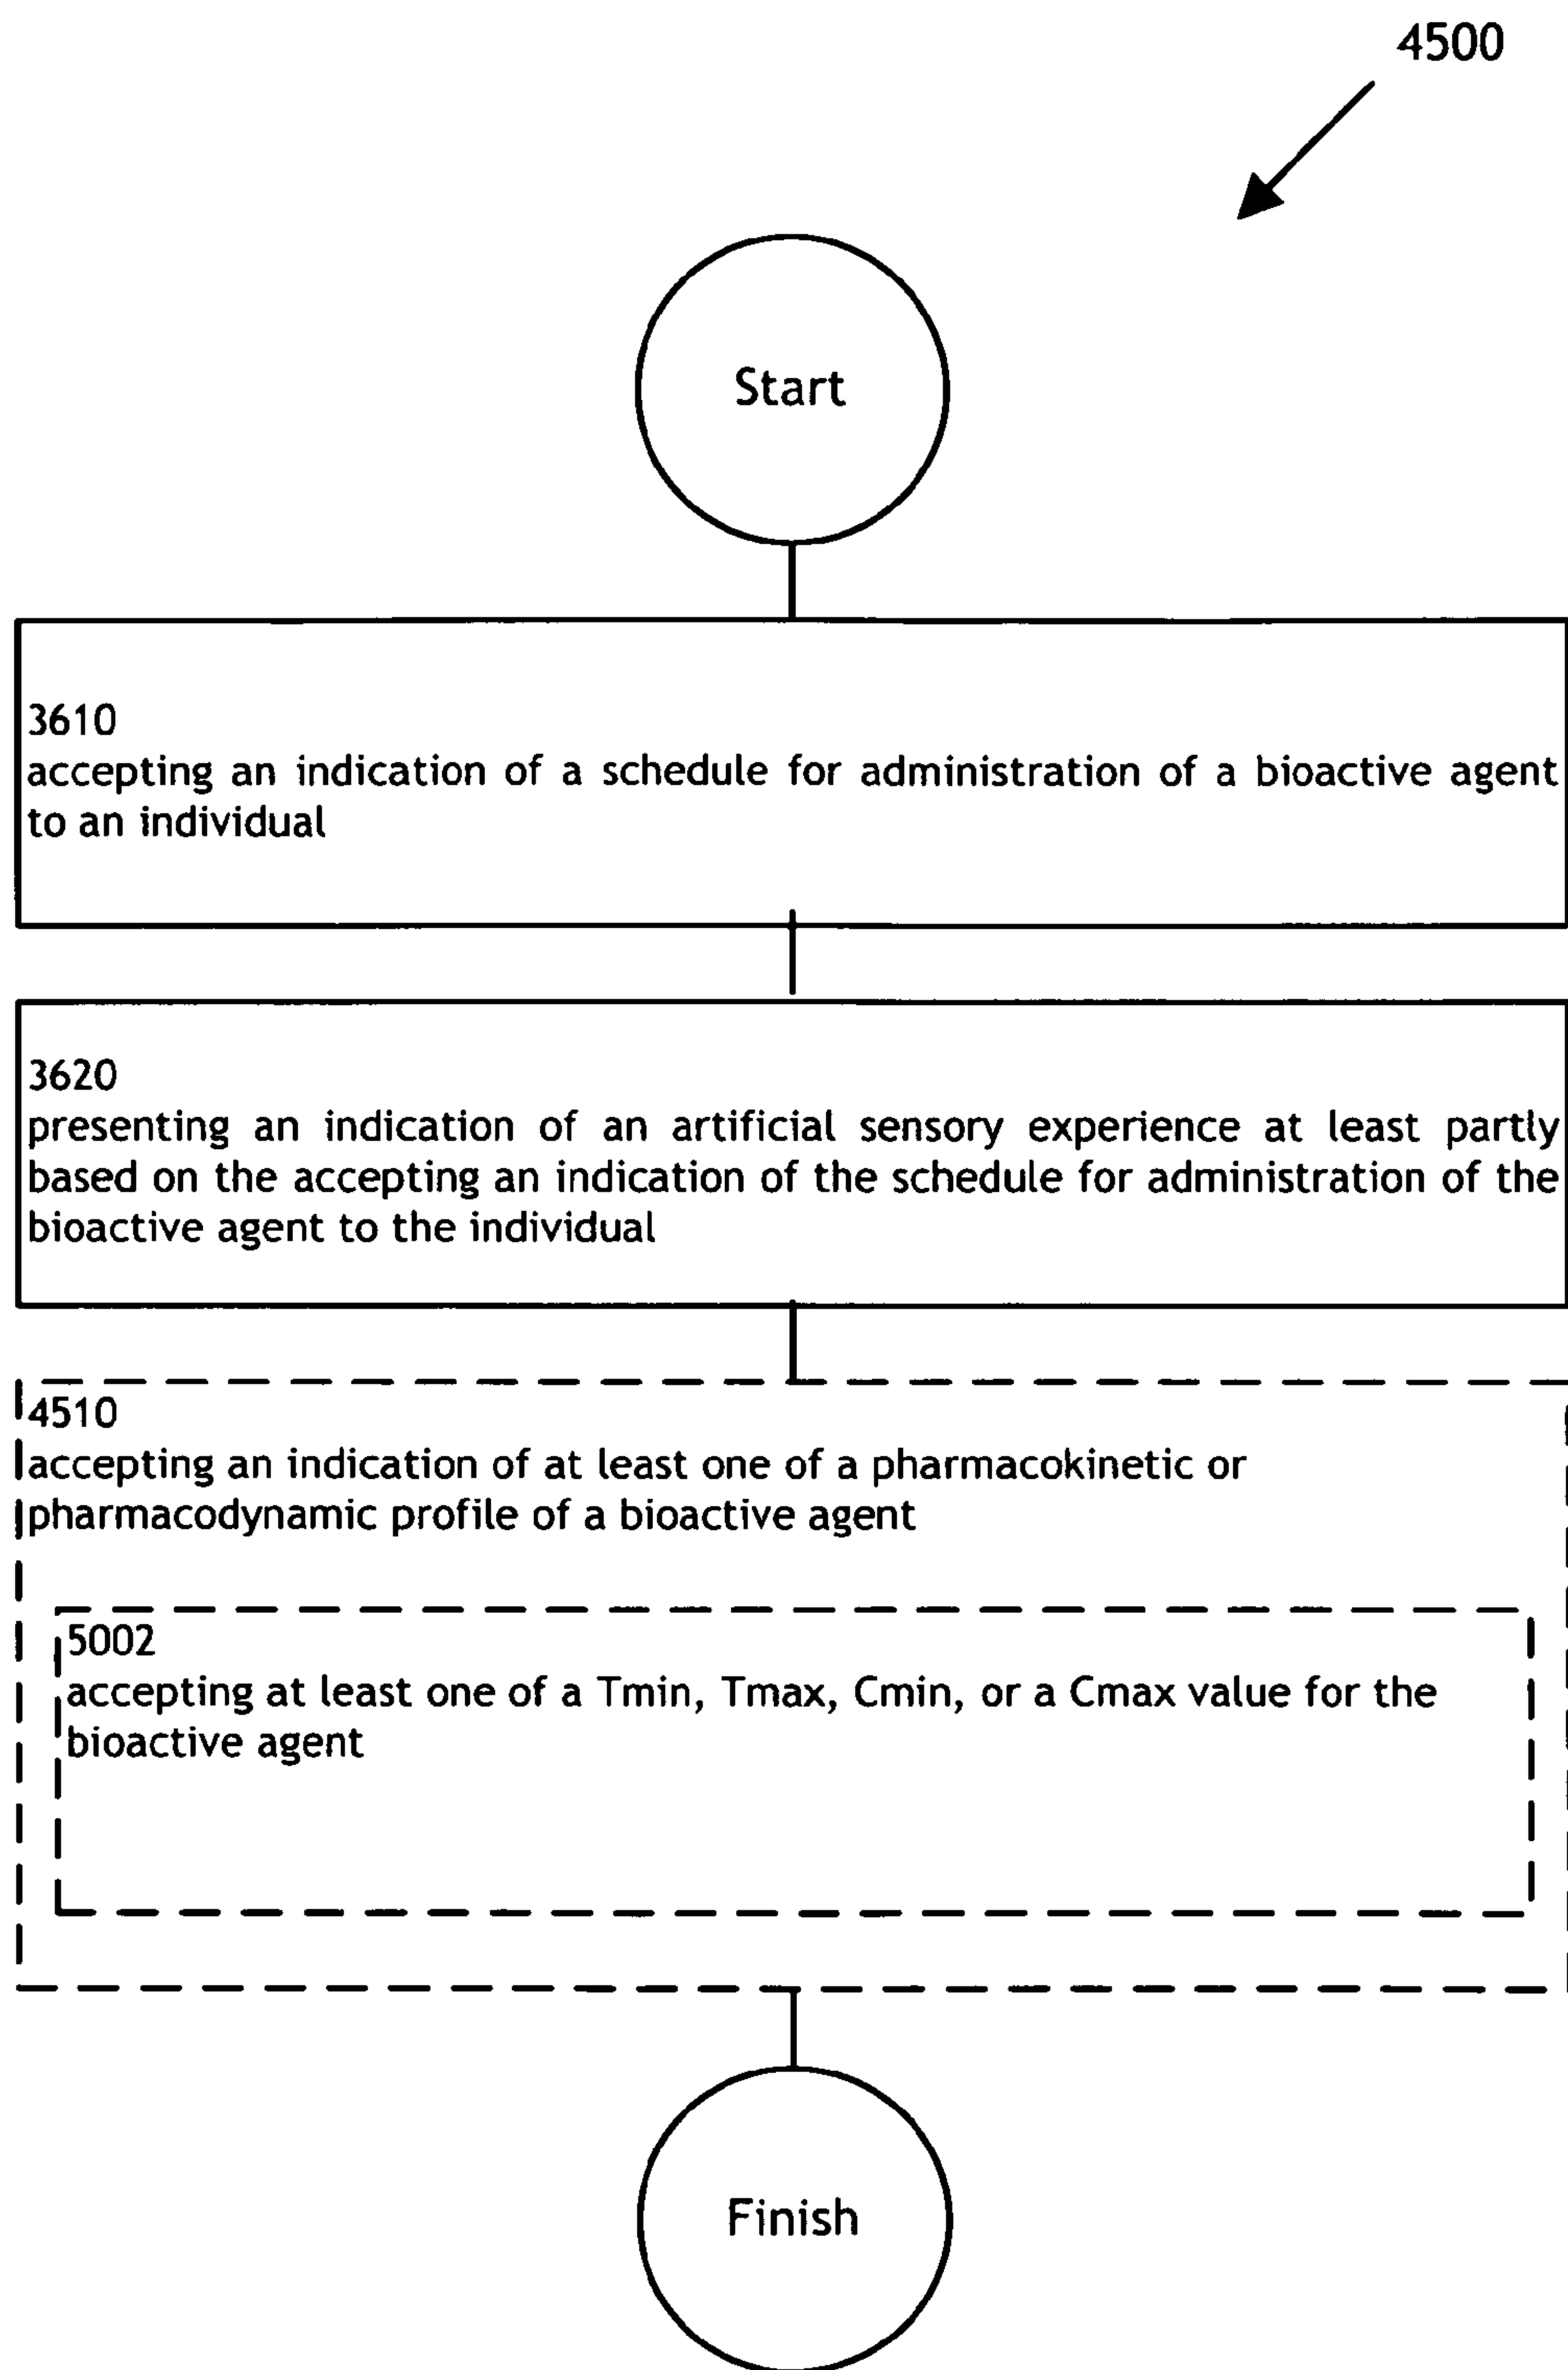 4500
Start
3610
accepting an indication of a schedule for administration of a bioactive agent
to an individual
3620
presenting an indication of an artificial sensory experience at least partly
based on the accepting an indication of the schedule for administration of the
bioactive agent to the individual
4510
accepting an indication of at least one of a pharmacokinetic or
pharmacodynamic profile of a bioactive agent
5002
accepting at least one of a Tmin, Tmax, Cmin, or a Cmax value for the
bioactive agent
Finish